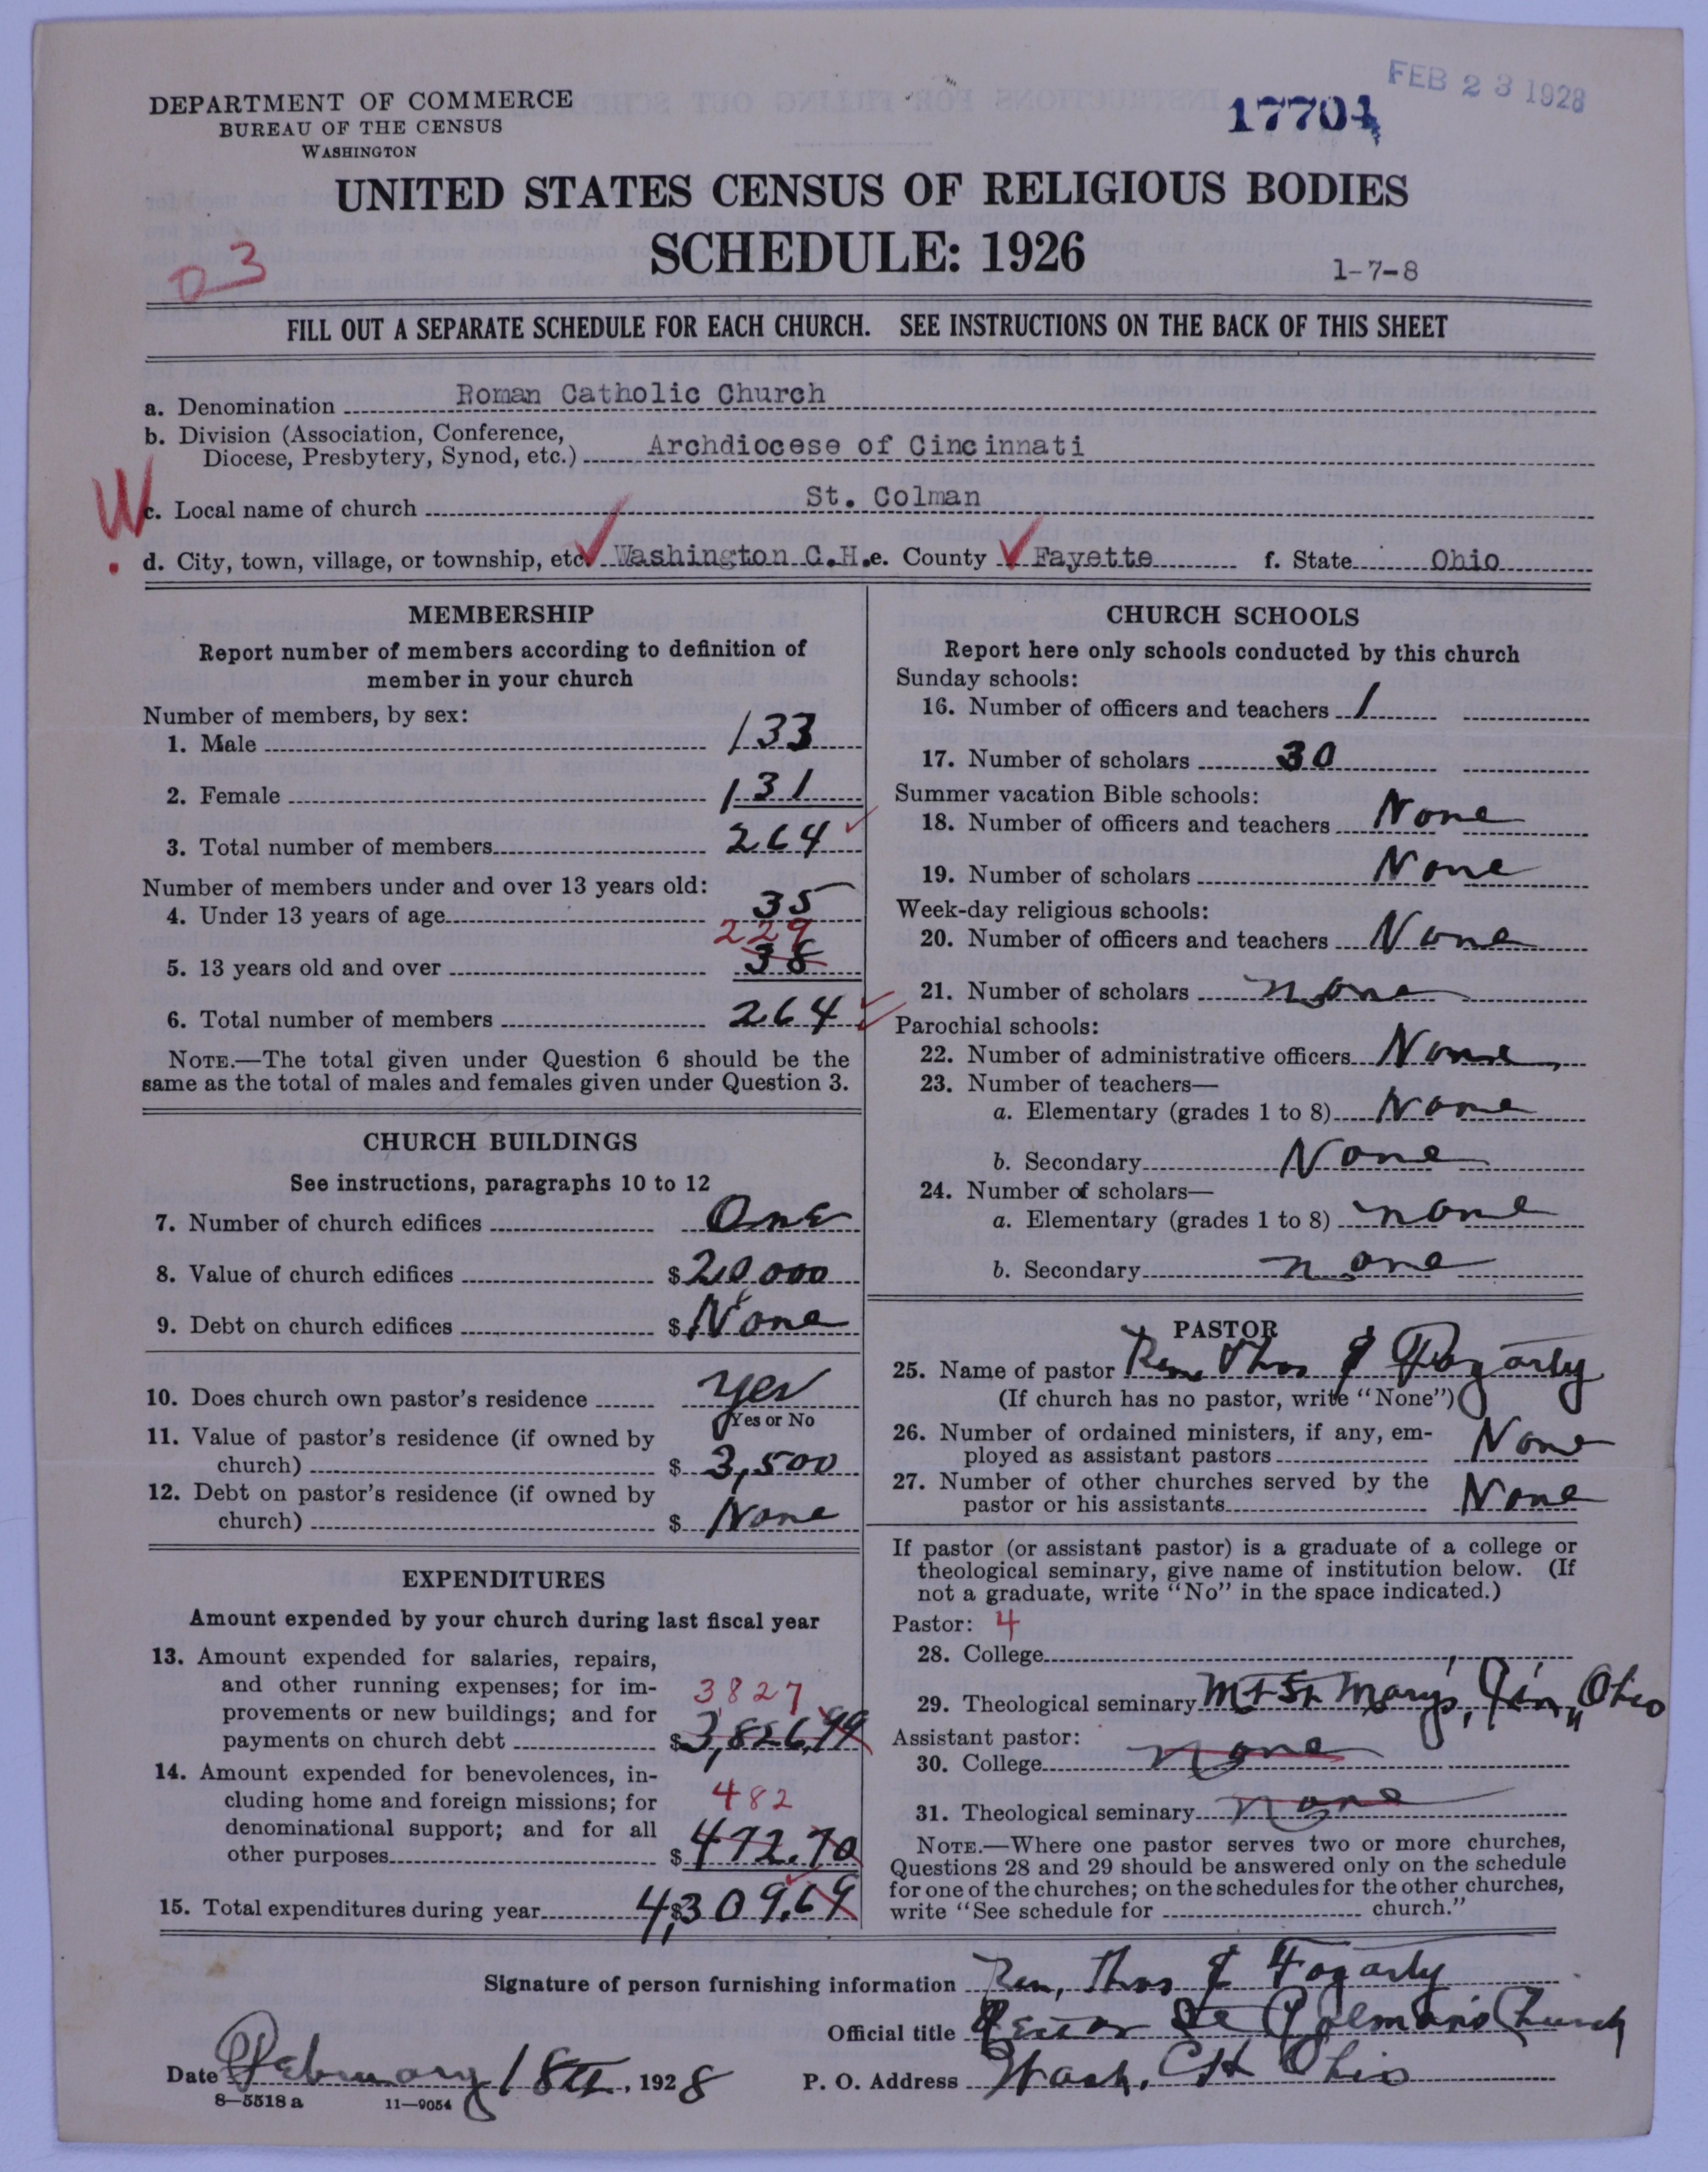 FEB 23 1928
DEPARTMENT OF COMMERCE
BUREAU OF THE CENSUS
WASHINGTON
17701
UNITED STATES CENSUS OF RELIGIOUS BODIES
SCHEDULE: 1926
D3
1-7-8
FILL OUT A SEPARATE SCHEDULE FOR EACH CHURCH. SEE INSTRUCTIONS ON THE BACK OF THIS SHEET
a. Denomination Roman Catholic Church
b. Division (Association, Conference, Diocese, Presbytery, Synod, etc.) Archdiocese of Cincinnati
W
c. Local name of church St. Colman
d. City, town, village, or township, etc. Washington C.H. e. County Fayette f. State Ohio
MEMBERSHIP
Report number of members according to definition of
member in your church
Number of members, by sex:
1. Male 133
2. Female 131
3. Total number of members 264
Number of members under and over 13 years old:
4. Under 13 years of age 35
229
5. 13 years old and over 38
6. Total number of members 264
NOTE.—The total given under Question 6 should be the
same as the total of males and females given under Question 3.
CHURCH BUILDINGS
See instructions, paragraphs 10 to 12
7. Number of church edifices One
8. Value of church edifices $20,000
9. Debt on church edifices $None
10. Does church own pastor's residence yes
Yes or No
11. Value of pastor's residence (if owned by
church) $3,500
12. Debt on pastor's residence (if owned by
church) $None
EXPENDITURES
Amount expended by your church during last fiscal year
13. Amount expended for salaries, repairs,
and other running expenses; for im-
3827
provements or new buildings; and for
payments on church debt $3,826.99
14. Amount expended for benevolences, in-
cluding home and foreign missions; for
482
denominational support; and for all
other purposes $472.70
15. Total expenditures during year $4,309.69
CHURCH SCHOOLS
Report here only schools conducted by this church
Sunday schools:
16. Number of officers and teachers 1
17. Number of scholars 30
Summer vacation Bible schools:
18. Number of officers and teachers None
19. Number of scholars None
Week-day religious schools:
20. Number of officers and teachers None
21. Number of scholars none
Parochial schools:
22. Number of administrative officers None
23. Number of teachers—
a. Elementary (grades 1 to 8) None
b. Secondary None
24. Number of scholars—
a. Elementary (grades 1 to 8) none
b. Secondary none
PASTOR
25. Name of pastor Rev. Thos J Fogarty
(If church has no pastor, write "None")
26. Number of ordained ministers, if any, em-
ployed as assistant pastors None
27. Number of other churches served by the
pastor or his assistants None
If pastor (or assistant pastor) is a graduate of a college or
theological seminary, give name of institution below. (If
not a graduate, write "No" in the space indicated.)
Pastor: 4
28. College
29. Theological seminary Mt St Marys, Cin, Ohio
Assistant pastor:
30. College none
31. Theological seminary none
NOTE.—Where one pastor serves two or more churches,
Questions 28 and 29 should be answered only on the schedule
for one of the churches; on the schedules for the other churches,
write "See schedule for church."
Signature of person furnishing information Rev, Thos J Fogarty
Official title Rector St Colman's Church
Date February 18th, 1928 P. O. Address Wash. CH Ohio
8—5518 a 11—9054